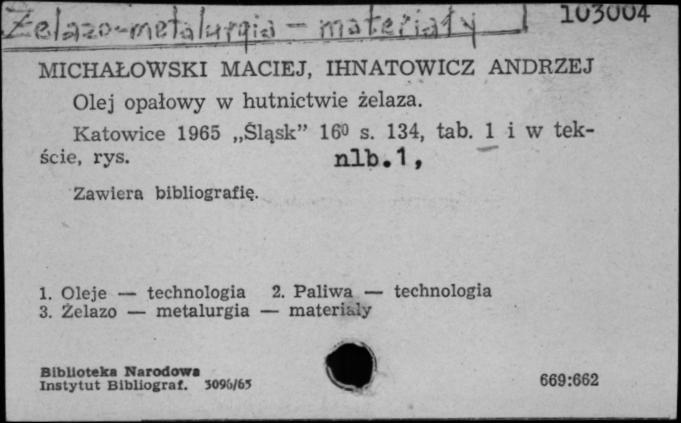 Żelazo-metalurgia - materiały 103004
MICHAŁOWSKI MACIEJ, IHNATOWICZ ANDRZEJ
Olej opałowy w hutnictwie żelaza.
Katowice 1965 „Śląsk” 16⁰ s. 134, tab. 1 i w tek-
ście, rys. nlb.1,
Zawiera bibliografię.
1. Oleje — technologia 2. Paliwa — technologia
3. Żelazo — metalurgia — materiały
Biblioteka Narodowa
Instytut Bibliograf. 3096/65 669:662